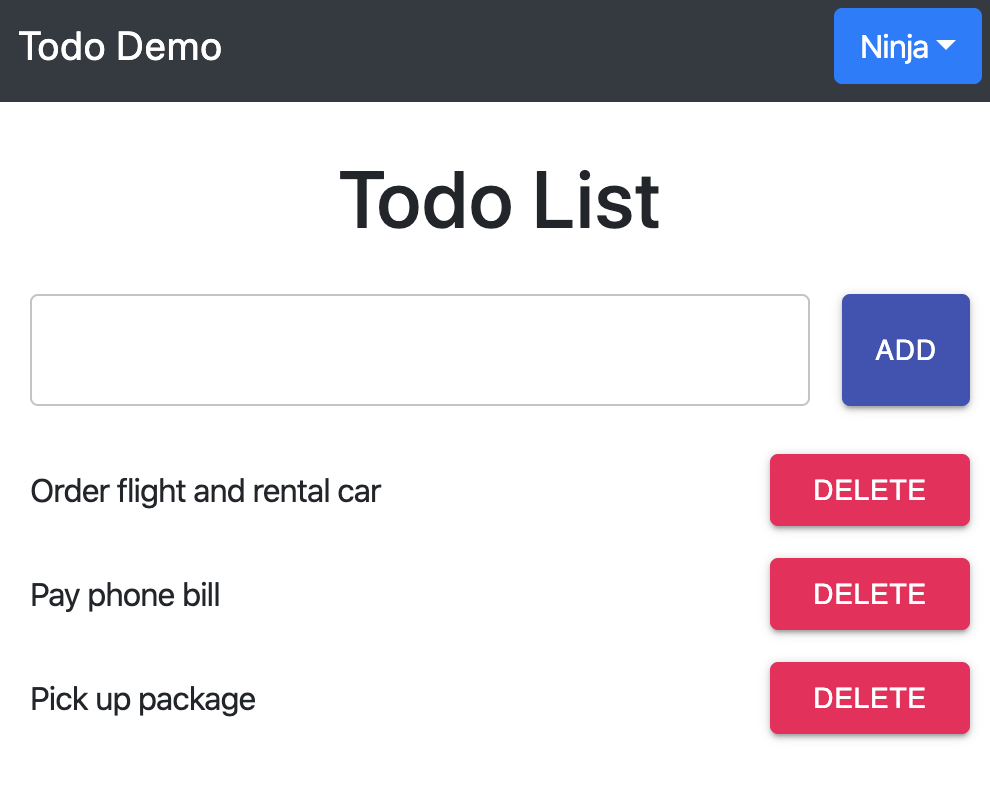 Todo Demo
Ninja
Todo List
ADD
Order flight and rental car
DELETE
Pay phone bill
DELETE
Pick up package
DELETE